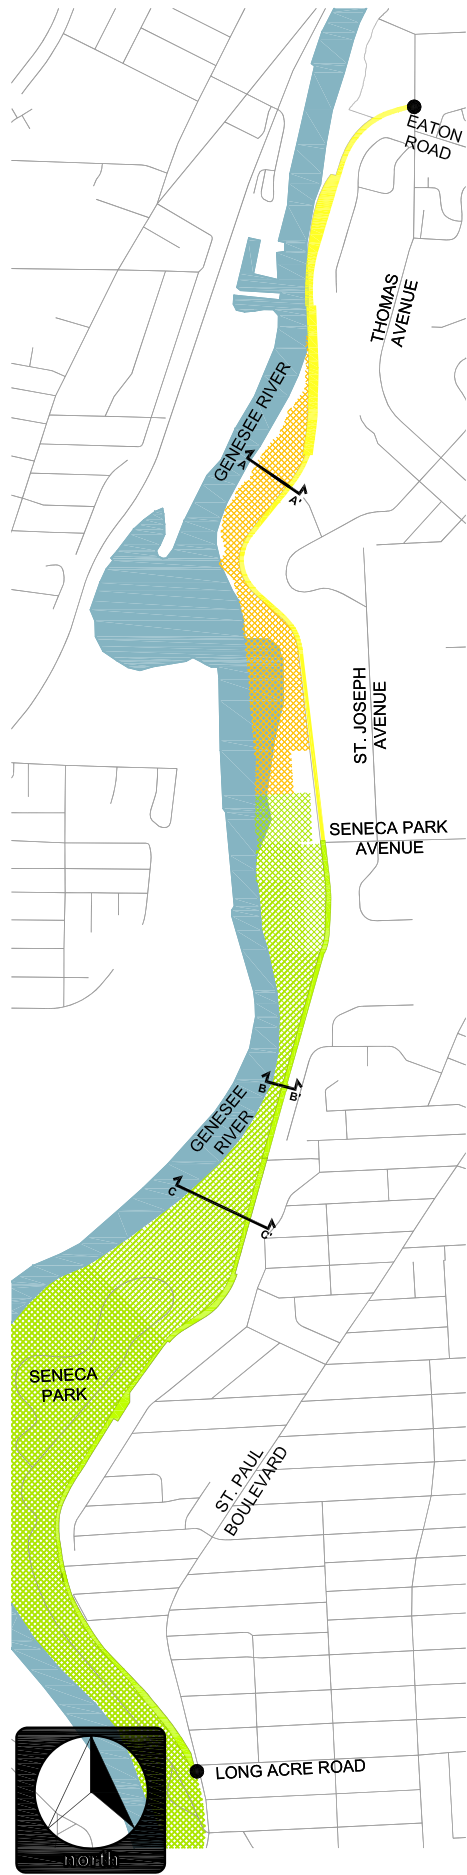 EATON
ROAD
THOMAS
AVENUE
GENESEE RIVER
A
A'
ST. JOSEPH
AVENUE
SENECA PARK
AVENUE
B
B'
GENESEE
RIVER
C
C'
SENECA
PARK
ST. PAUL
BOULEVARD
LONG ACRE ROAD
north